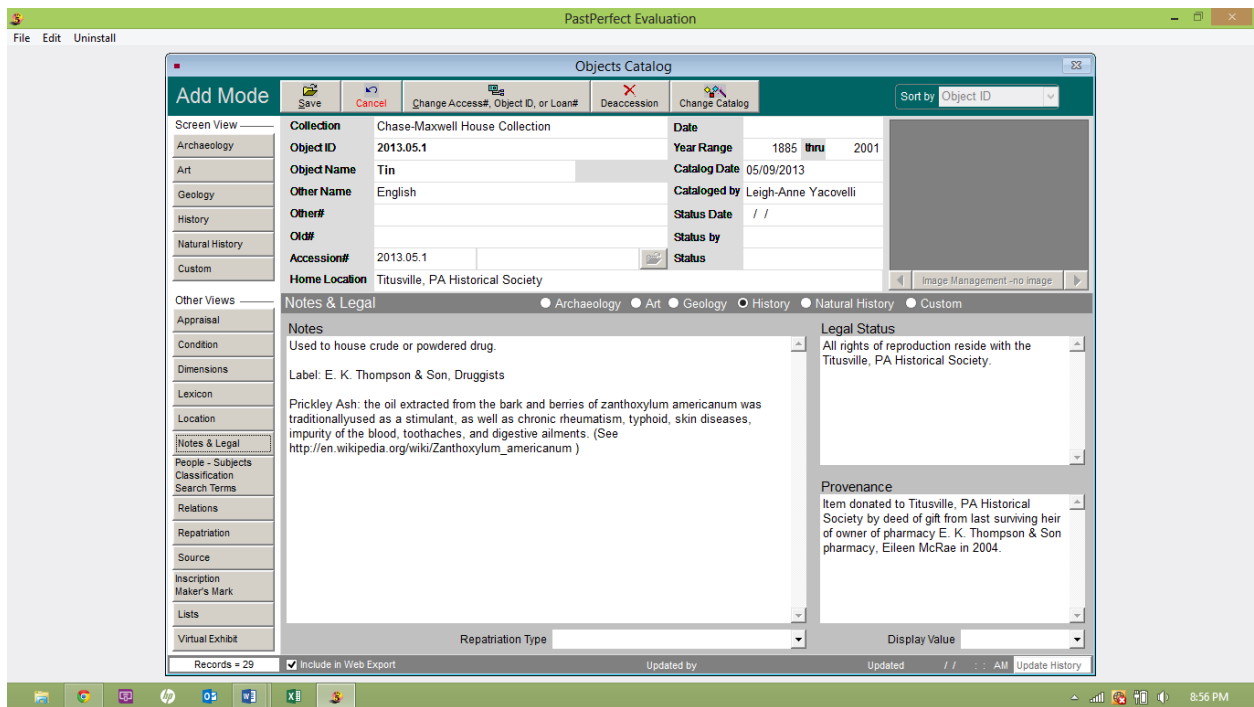 PastPerfect Evaluation
File Edit Uninstall
Objects Catalog
Add Mode
Save
Cancel
Change Access#, Object ID, or Loan#
Deaccession
Change Catalog
Sort by Object ID
Screen View
Archaeology
Art
Geology
History
Natural History
Custom
Other Views
Appraisal
Condition
Dimensions
Lexicon
Location
Notes & Legal
People - Subjects
Classification
Search Terms
Relations
Repatriation
Source
Inscription
Maker's Mark
Lists
Virtual Exhibit
Records = 29
Collection Chase-Maxwell House Collection
Object ID 2013.05.1
Object Name Tin
Other Name English
Other#
Old#
Accession# 2013.05.1
Home Location Titusville, PA Historical Society
Date
Year Range 1885 thru 2001
Catalog Date 05/09/2013
Cataloged by Leigh-Anne Yacovelli
Status Date / /
Status by
Status
Image Management -no image
Notes & Legal Archaeology Art Geology History Natural History Custom
Notes
Used to house crude or powdered drug.
Label: E. K. Thompson & Son, Druggists
Prickley Ash: the oil extracted from the bark and berries of zanthoxylum americanum was
traditionallyused as a stimulant, as well as chronic rheumatism, typhoid, skin diseases,
impurity of the blood, toothaches, and digestive ailments. (See
http://en.wikipedia.org/wiki/Zanthoxylum_americanum )
Legal Status
All rights of reproduction reside with the
Titusville, PA Historical Society.
Provenance
Item donated to Titusville, PA Historical
Society by deed of gift from last surviving heir
of owner of pharmacy E. K. Thompson & Son
pharmacy, Eileen McRae in 2004.
Repatriation Type
Display Value
Include in Web Export
Updated by
Updated / / : : AM
Update History
8:56 PM